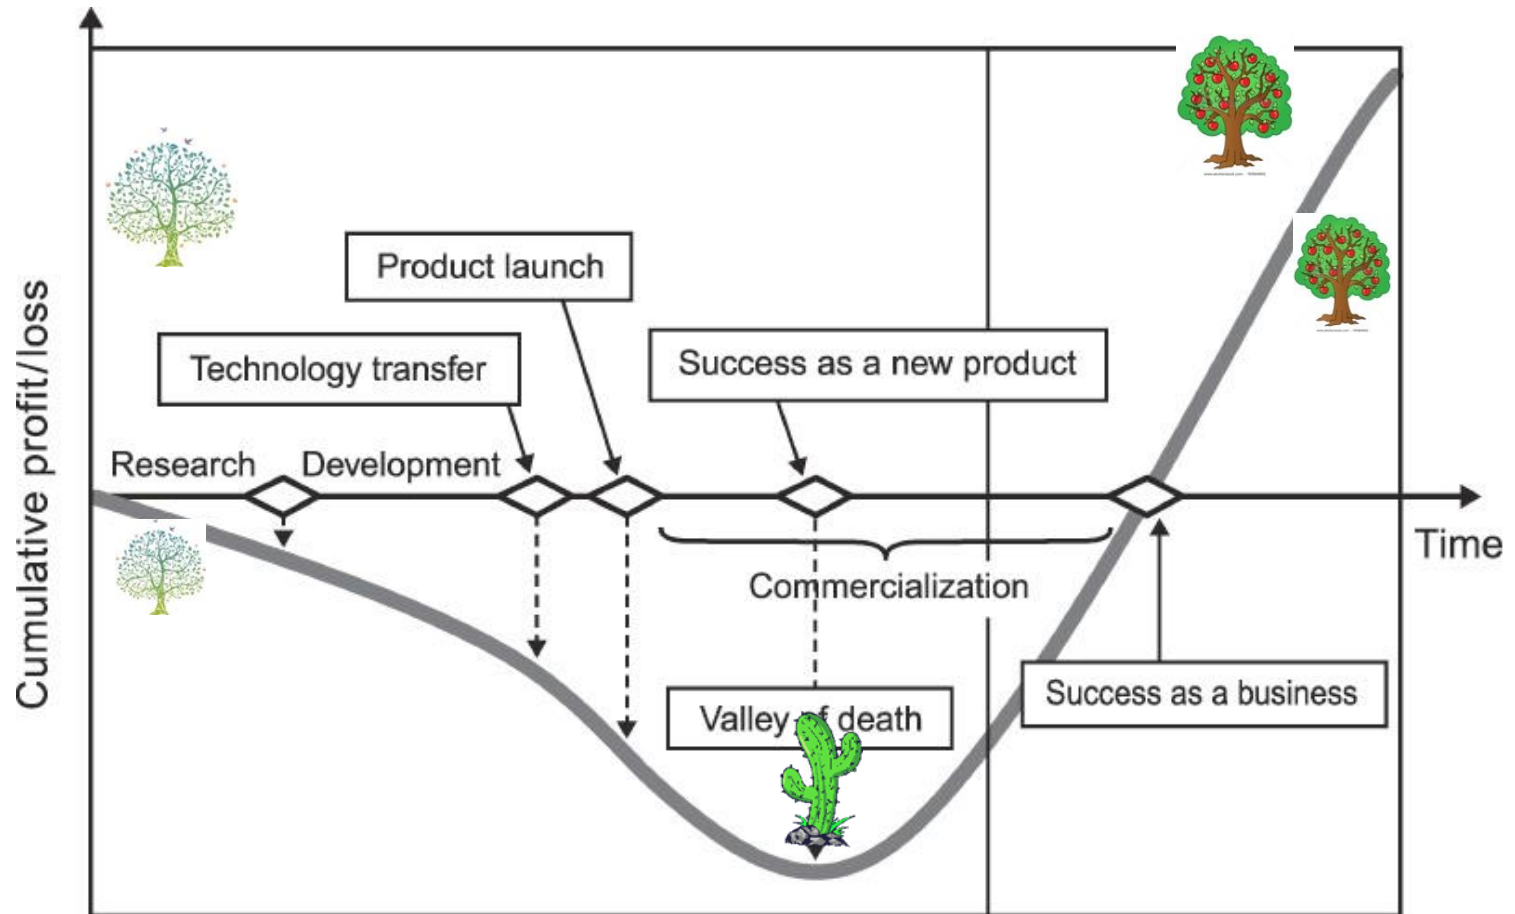 Product launch
Technology transfer
Success as a new product
Research
Development
Cumulative profit/loss
Time
Commercialization
Success as a business
Valley of death